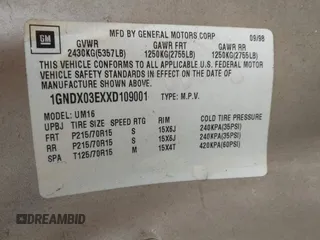 GM
MFD BY GENERAL MOTORS CORP 09/98
GVWR GAWR FRT GAWR RR
2430KG(5357LB) 1250KG(2755LB) 1250KG(2755LB)
THIS VEHICLE CONFORMS TO ALL APPLICABLE U.S. FEDERAL MOTOR
VEHICLE SAFETY STANDARDS IN EFFECT ON THE DATE OF
MANUFACTURE SHOWN ABOVE.
1GNDX03EXXD109001 TYPE: M.P.V.
MODEL: UM16
UPBJ TIRE SIZE SPEED RTG RIM COLD TIRE PRESSURE
FRT P215/70R15 S 15X6J 240KPA(35PSI)
RR P215/70R15 S 15X6J 240KPA(35PSI)
SPA T125/70R15 M 15X4T 420KPA(60PSI)
DREAMBID